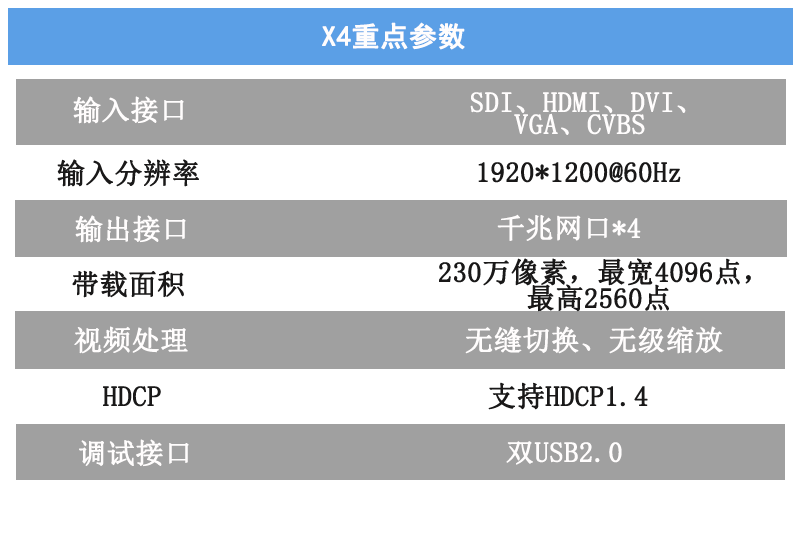 X4重点参数
输入接口
SDI、HDMI、DVI、
VGA、CVBS
输入分辨率
1920*1200@60Hz
输出接口
千兆网口*4
带载面积
230万像素，最宽4096点，
最高2560点
视频处理
无缝切换、无级缩放
HDCP
支持HDCP1.4
调试接口
双USB2.0